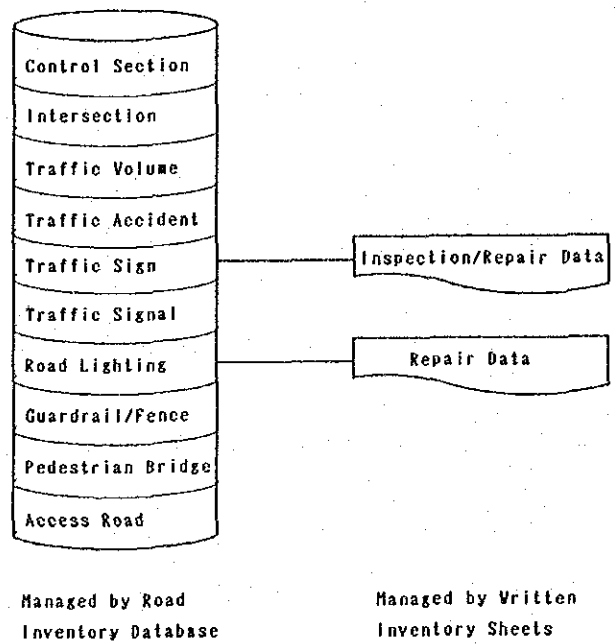 Control Section
Intersection
Traffic Volume
Traffic Accident
Traffic Sign
Traffic Signal
Road Lighting
Guardrail/Fence
Pedestrian Bridge
Access Road
Inspection/Repair Data
Repair Data
Managed by Road
Inventory Database
Managed by Written
Inventory Sheets